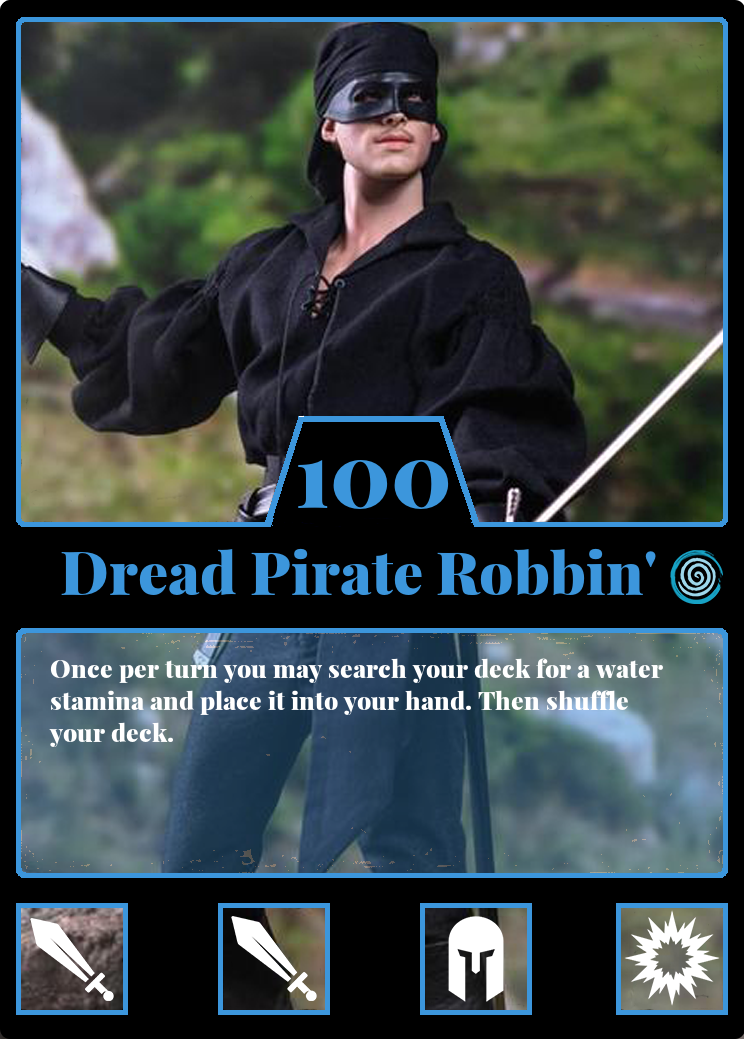 100
Dread Pirate Robbin'
Once per turn you may search your deck for a water
stamina and place it into your hand. Then shuffle
your deck.